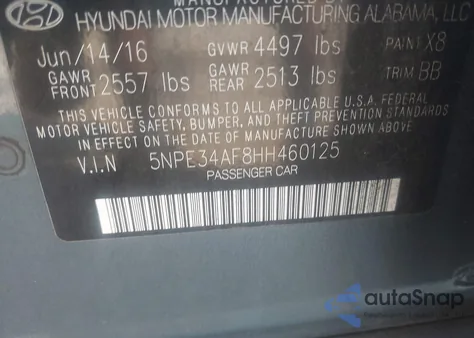 MANUFACTURED BY
HYUNDAI MOTOR MANUFACTURING ALABAMA, LLC
Jun/14/16 GVWR 4497 lbs PAINT X8
GAWR FRONT 2557 lbs GAWR REAR 2513 lbs TRIM BB
THIS VEHICLE CONFORMS TO ALL APPLICABLE U.S.A. FEDERAL
MOTOR VEHICLE SAFETY, BUMPER, AND THEFT PREVENTION STANDARDS
IN EFFECT ON THE DATE OF MANUFACTURE SHOWN ABOVE.
V.I.N 5NPE34AF8HH460125
PASSENGER CAR
autoSnap